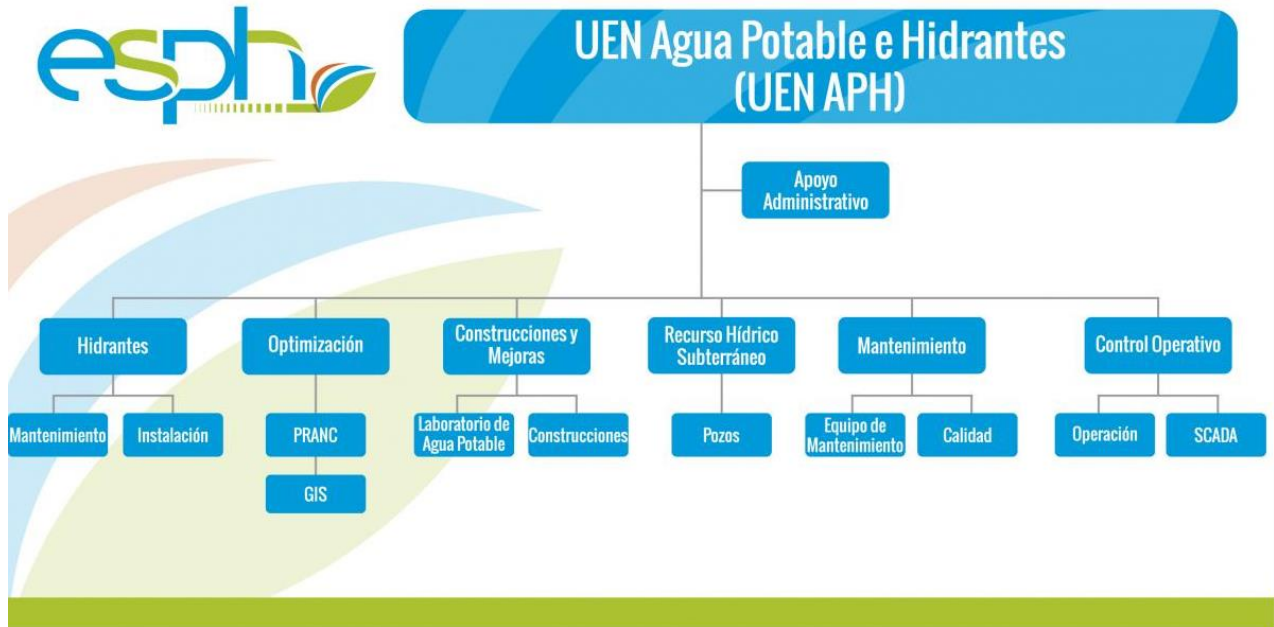 esph
UEN Agua Potable e Hidrantes
(UEN APH)
Apoyo
Administrativo
Hidrantes
Optimización
Construcciones y
Mejoras
Recurso Hídrico
Subterráneo
Mantenimiento
Control Operativo
Mantenimiento
Instalación
PRANC
Laboratorio de
Agua Potable
Construcciones
Pozos
Equipo de
Mantenimiento
Calidad
Operación
SCADA
GIS